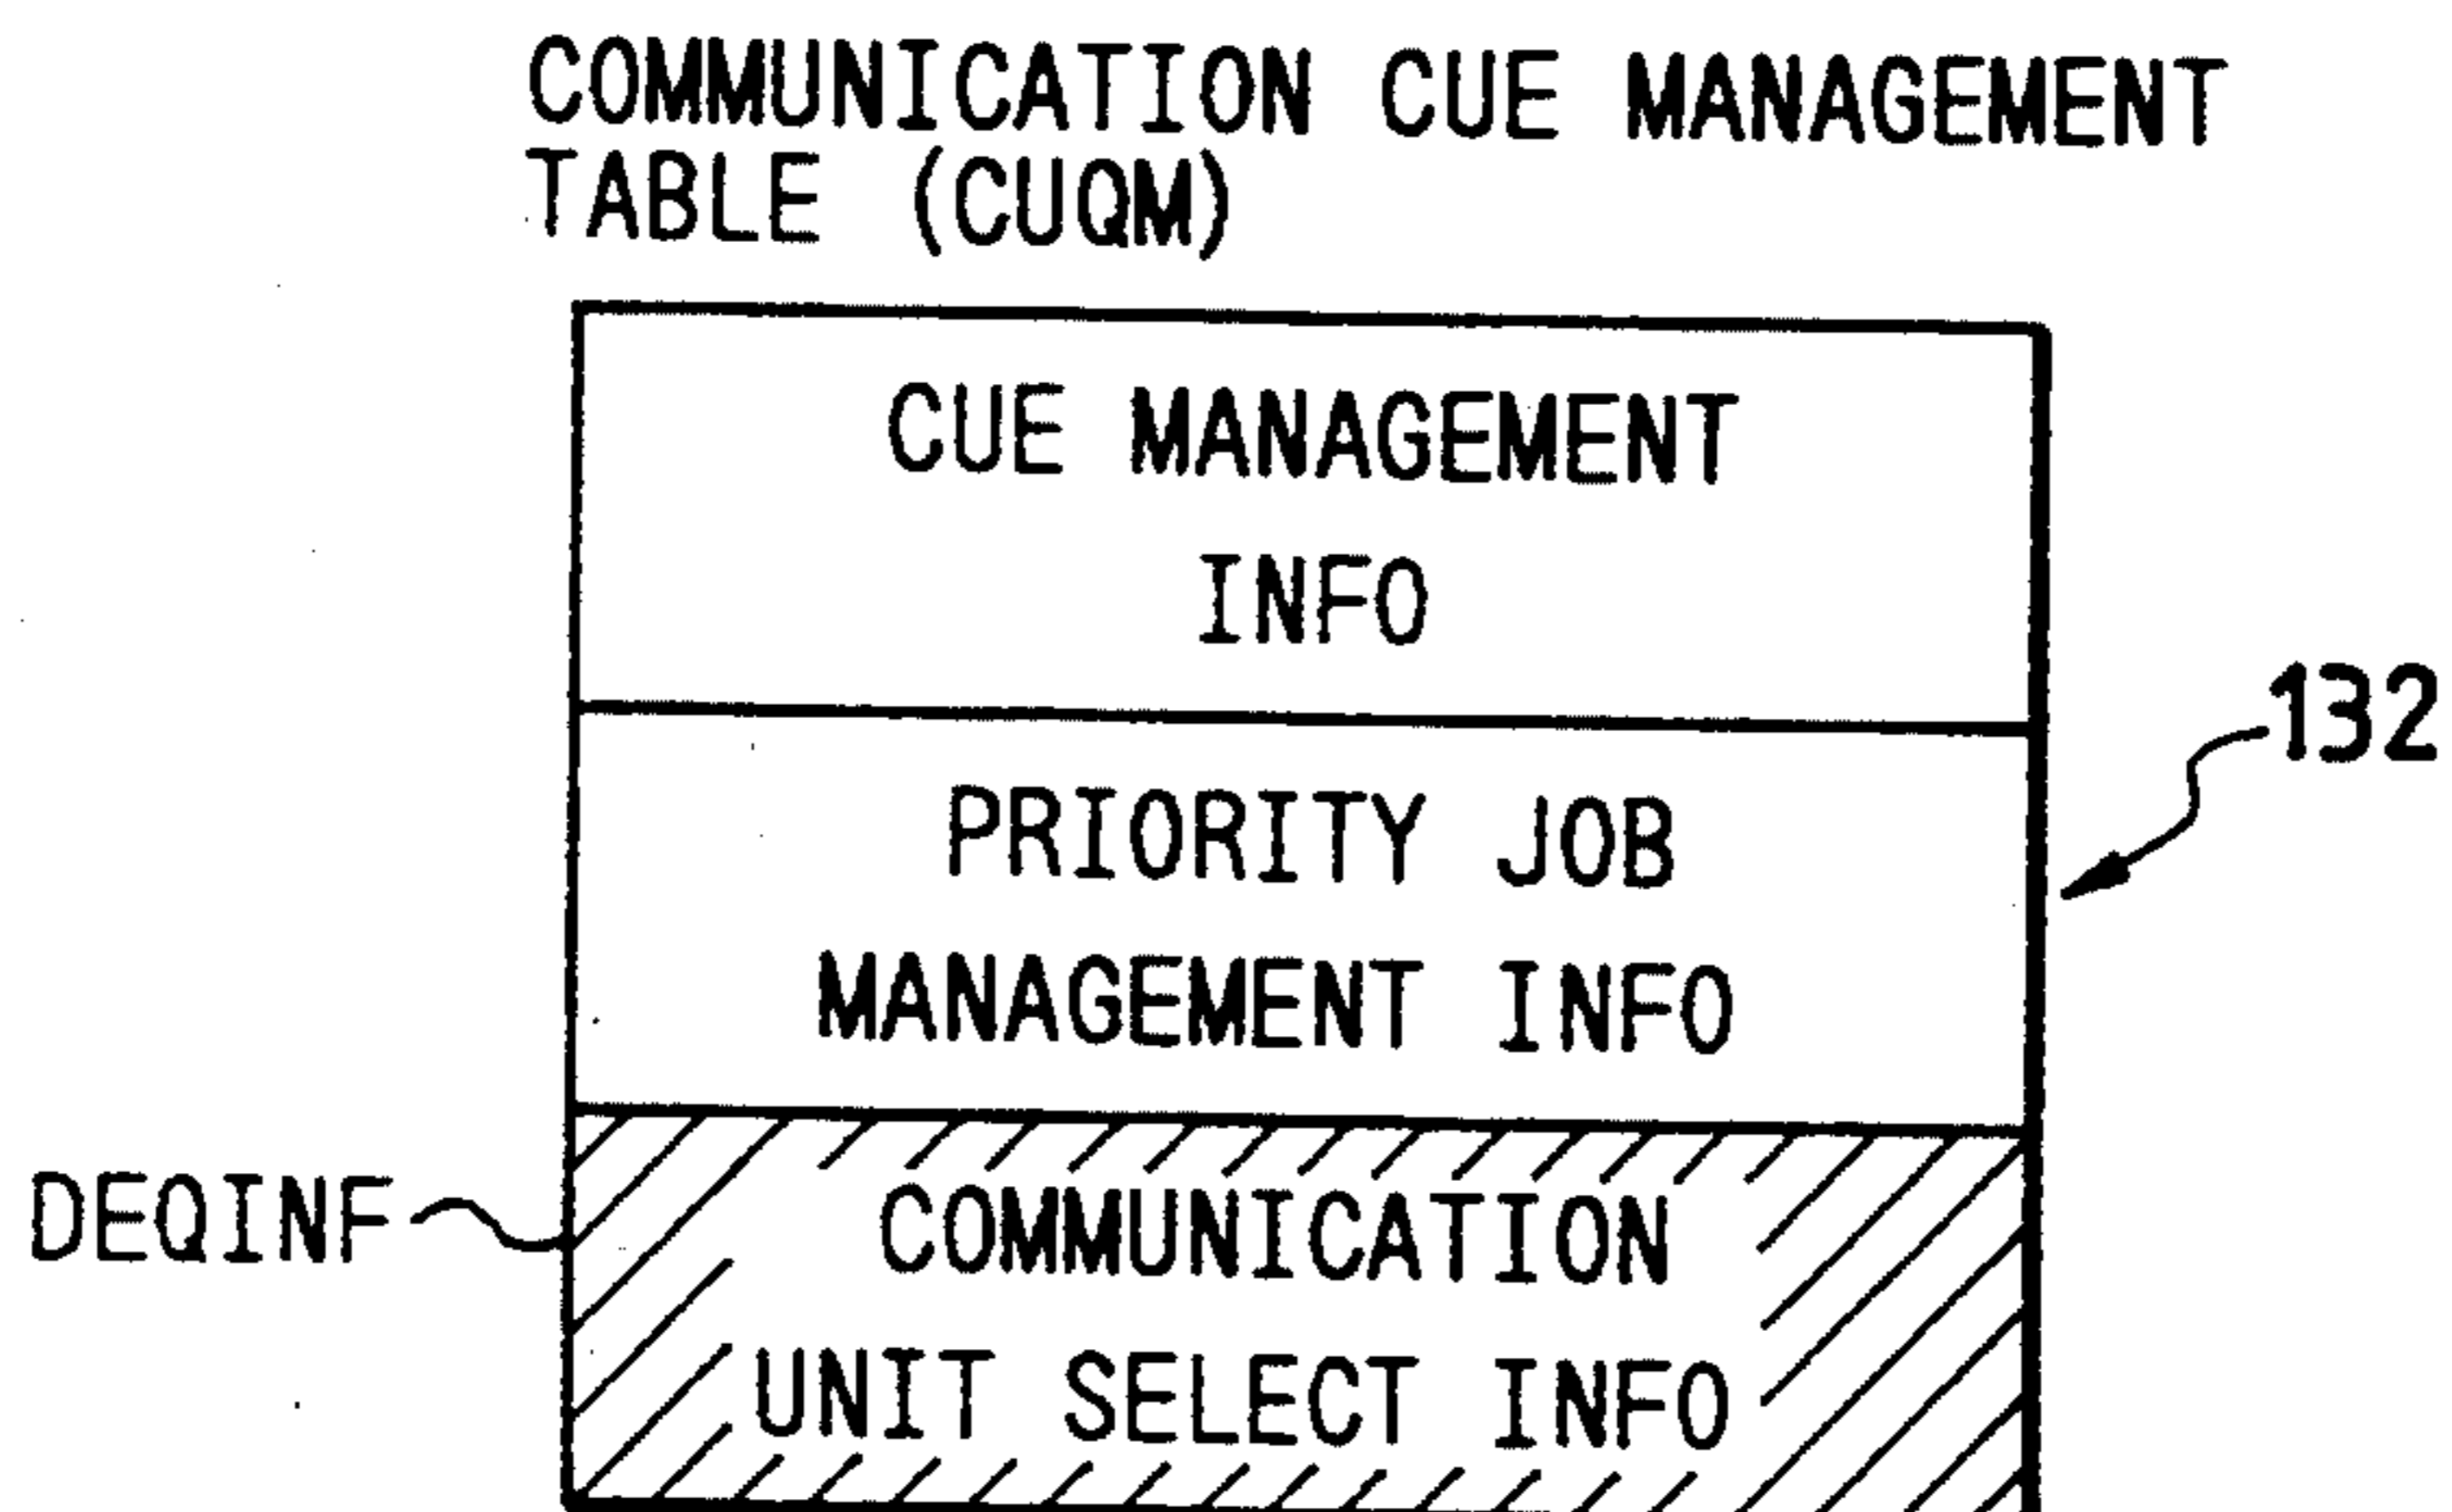 COMMUNICATION CUE MANAGEMENT
TABLE (CUQM)
CUE MANAGEMENT
INFO
132
PRIORITY JOB
MANAGEMENT INFO
DEQINF
COMMUNICATION
UNIT SELECT INFO